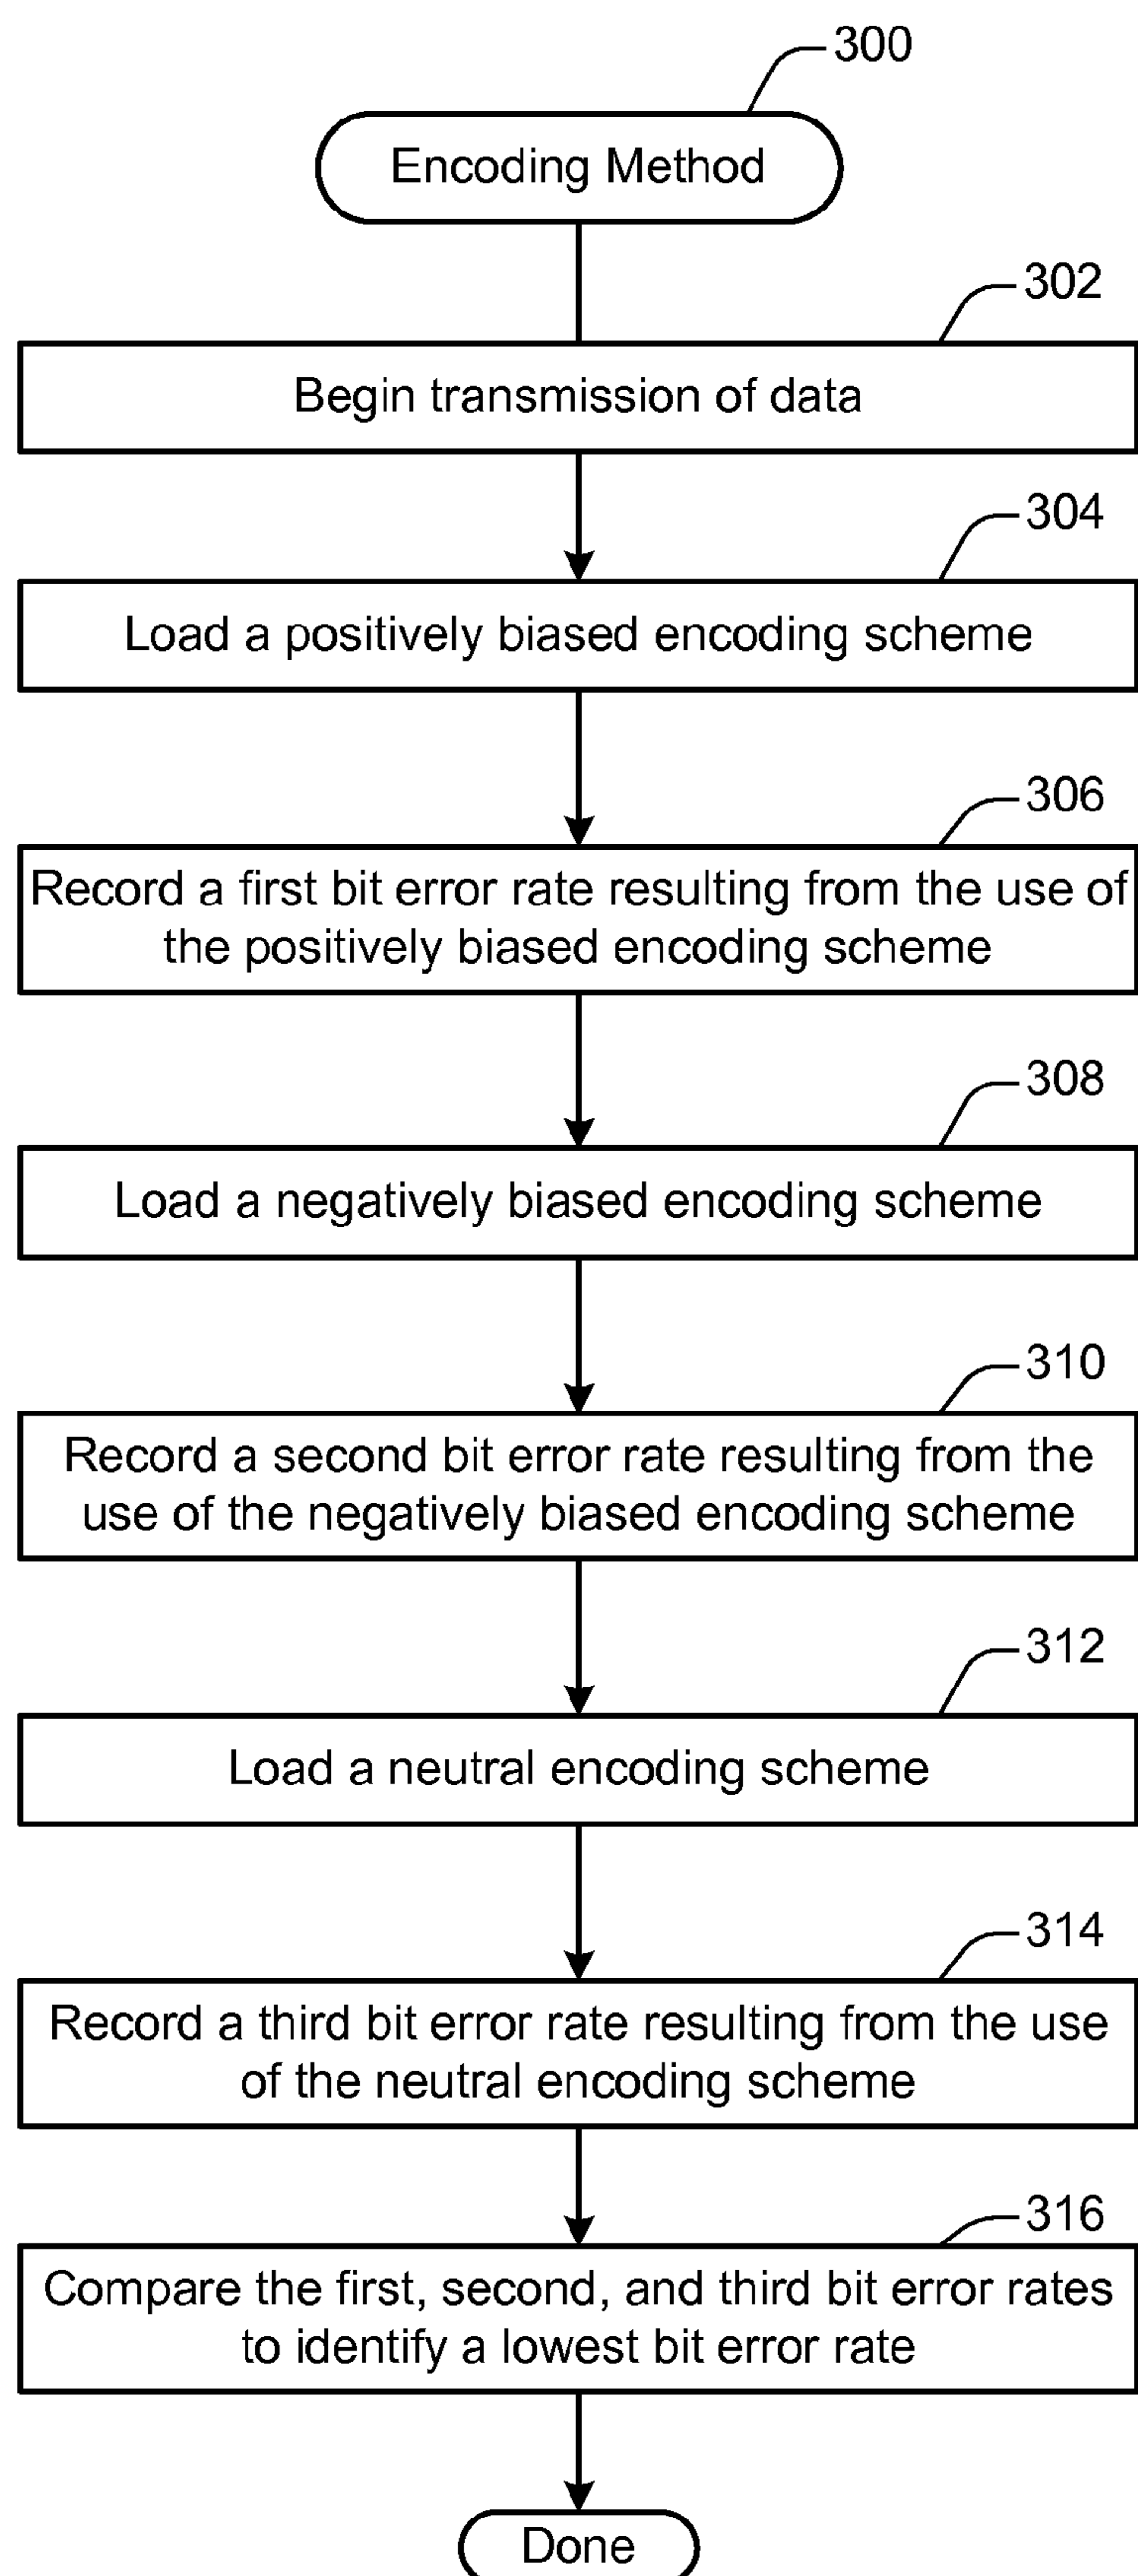 300
Encoding Method
302
Begin transmission of data
304
Load a positively biased encoding scheme
306
Record a first bit error rate resulting from the use of
the positively biased encoding scheme
308
Load a negatively biased encoding scheme
310
Record a second bit error rate resulting from the
use of the negatively biased encoding scheme
312
Load a neutral encoding scheme
314
Record a third bit error rate resulting from the use
of the neutral encoding scheme
316
Compare the first, second, and third bit error rates
to identify a lowest bit error rate
Done